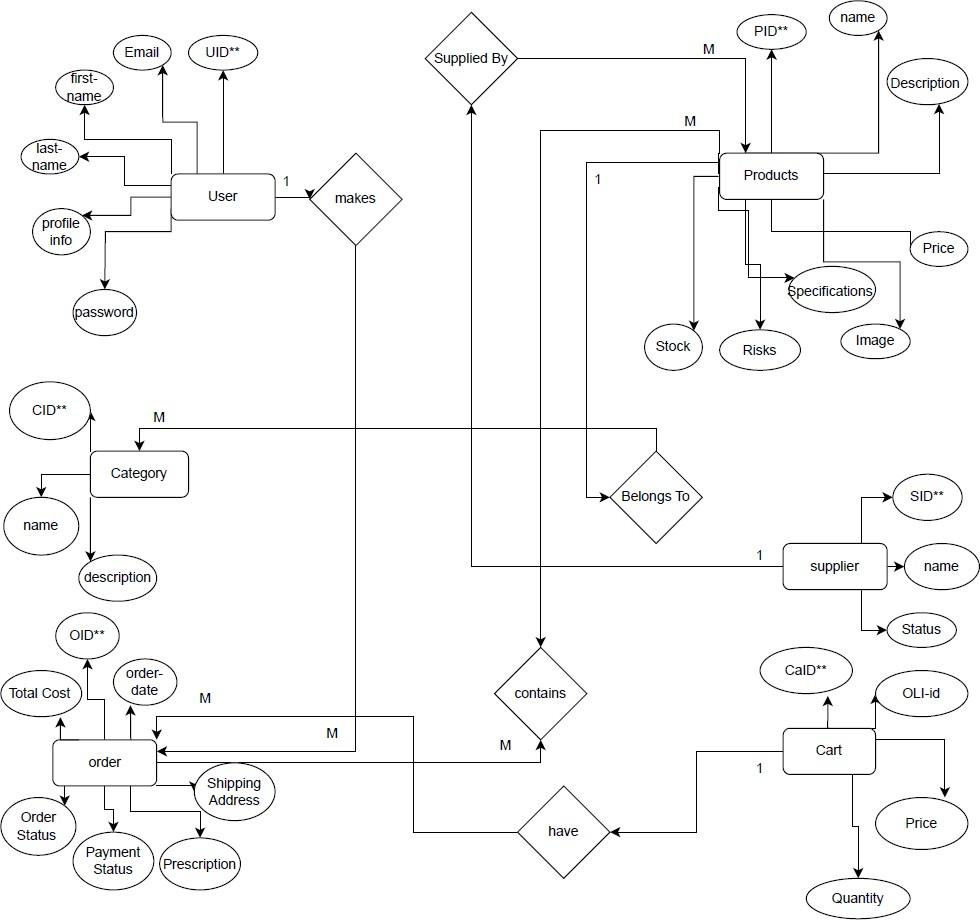 name
PID**
Email
UID**
M
Supplied By
first-
name
Description
M
last-
name
Products
1
1
User
makes
profile
info
Price
Specifications
password
Stock
Risks
Image
CID**
M
Category
Belongs To
SID**
name
1
supplier
name
description
Status
OID**
CaID**
order-
date
Total Cost
M
contains
OLI-id
M
M
Cart
order
1
Shipping
Address
Order
Status
have
Price
Payment
Status
Prescription
Quantity